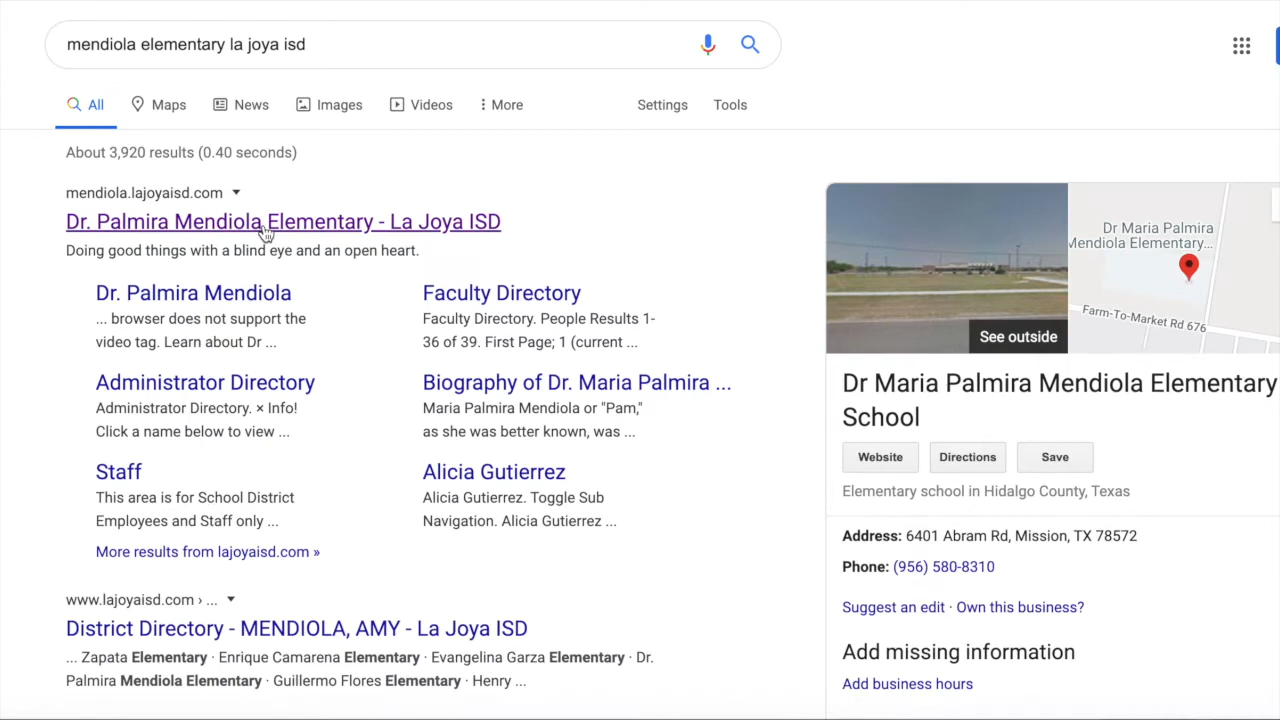 mendiola elementary la joya isd
All Maps News Images Videos More Settings Tools
About 3,920 results (0.40 seconds)
mendiola.lajoyaisd.com
Dr. Palmira Mendiola Elementary - La Joya ISD
Doing good things with a blind eye and an open heart.
Dr. Palmira Mendiola
... browser does not support the
video tag. Learn about Dr ...
Faculty Directory
Faculty Directory. People Results 1-
36 of 39. First Page; 1 (current ...
Administrator Directory
Administrator Directory. × Info!
Click a name below to view ...
Biography of Dr. Maria Palmira ...
Maria Palmira Mendiola or "Pam,"
as she was better known, was ...
Staff
This area is for School District
Employees and Staff only ...
Alicia Gutierrez
Alicia Gutierrez. Toggle Sub
Navigation. Alicia Gutierrez ...
More results from lajoyaisd.com »
www.lajoyaisd.com › ...
District Directory - MENDIOLA, AMY - La Joya ISD
... Zapata Elementary · Enrique Camarena Elementary · Evangelina Garza Elementary · Dr.
Palmira Mendiola Elementary · Guillermo Flores Elementary · Henry ...
See outside
Dr Maria Palmira
Mendiola Elementary...
Farm-To-Market Rd 676
Dr Maria Palmira Mendiola Elementary
School
Website Directions Save
Elementary school in Hidalgo County, Texas
Address: 6401 Abram Rd, Mission, TX 78572
Phone: (956) 580-8310
Suggest an edit · Own this business?
Add missing information
Add business hours